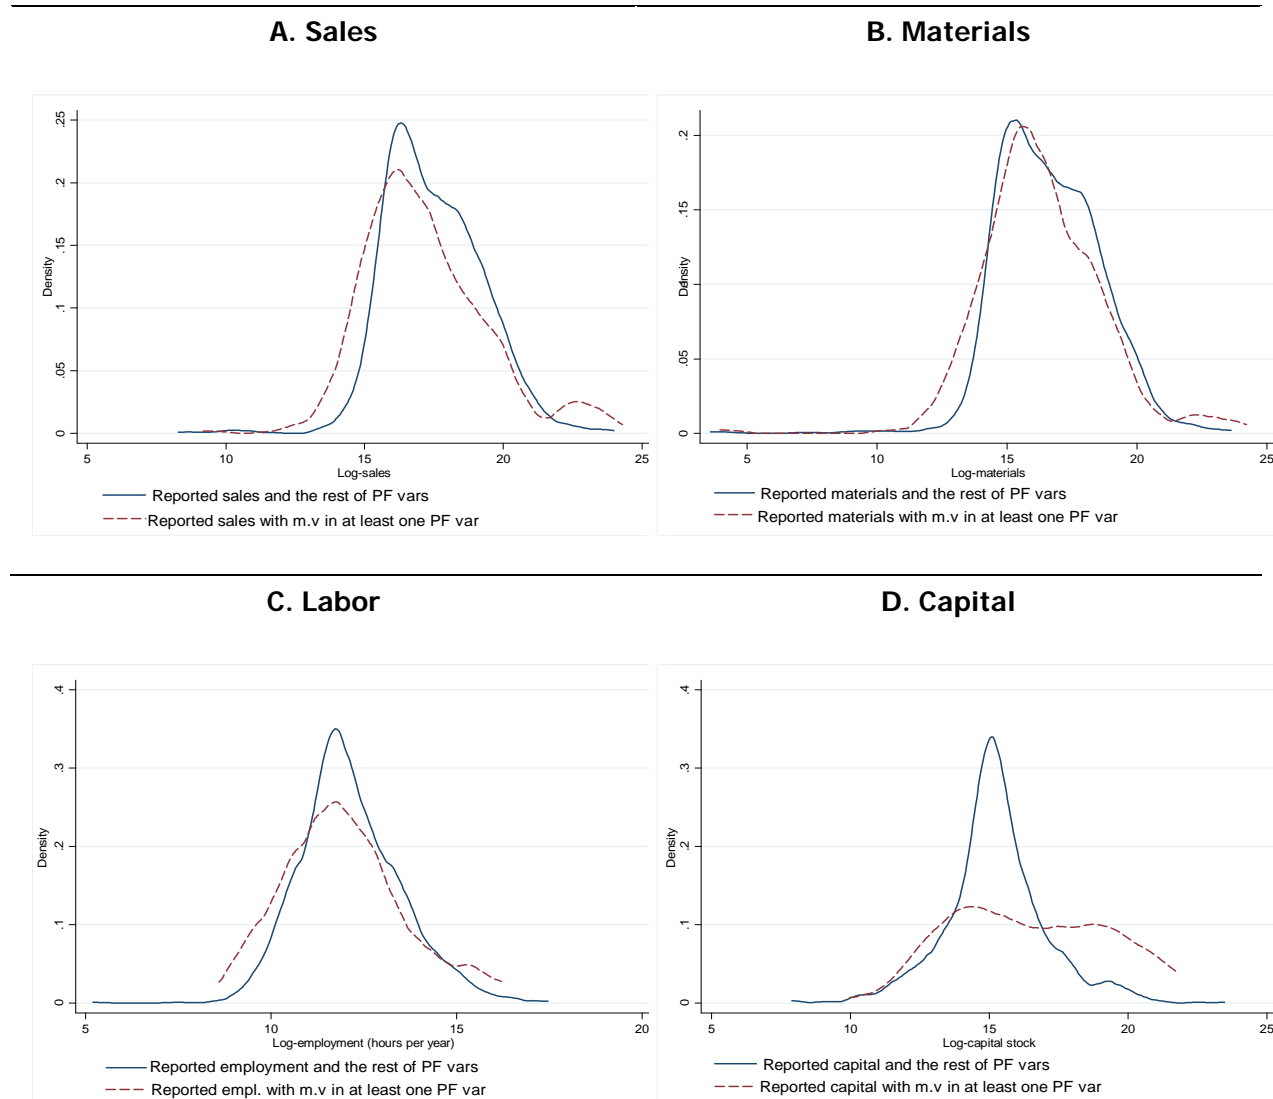 A. Sales
B. Materials
Density
0
.05
.1
.15
.2
.25
5
10
15
20
25
Log-sales
Reported sales and the rest of PF vars
Reported sales with m.v in at least one PF var
Density
0
.05
.1
.15
.2
5
10
15
20
25
Log-materials
Reported materials and the rest of PF vars
Reported materials with m.v in at least one PF var
C. Labor
D. Capital
Density
0
.1
.2
.3
.4
5
10
15
20
Log-employment (hours per year)
Reported employment and the rest of PF vars
Reported empl. with m.v in at least one PF var
Density
0
.1
.2
.3
.4
5
10
15
20
25
Log-capital stock
Reported capital and the rest of PF vars
Reported capital with m.v in at least one PF var